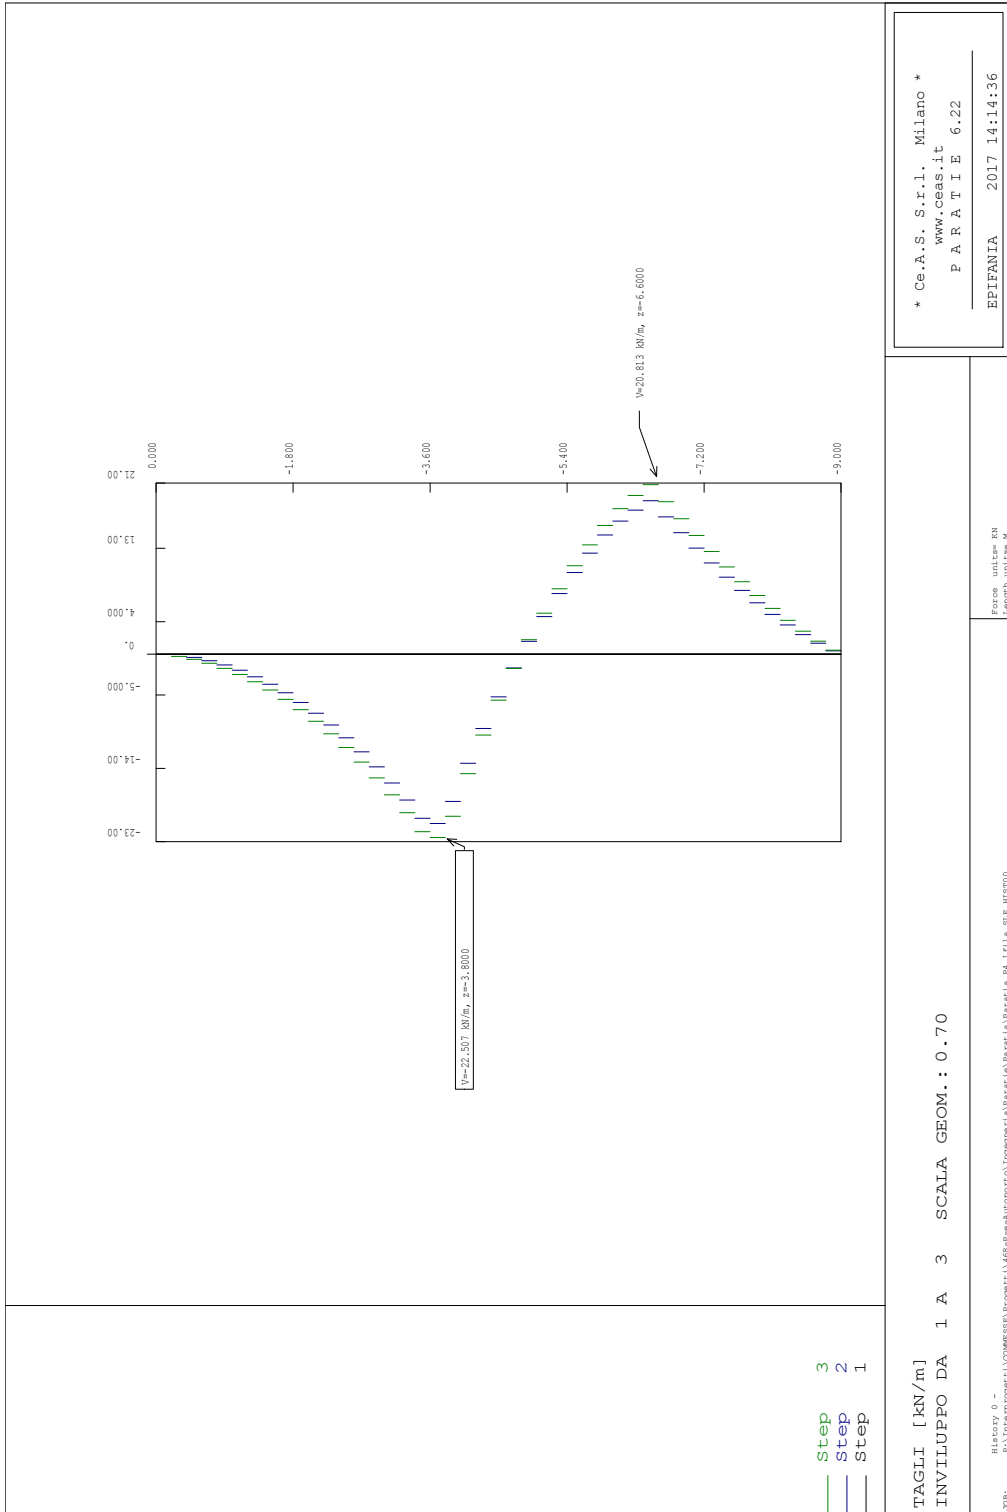 Step 3
Step 2
Step 1
0.000
-1.800
-3.600
-5.400
-7.200
-9.000
21.00
13.00
4.000
0.
-5.000
-14.00
-23.00
V=20.813 kN/m, z=-6.6000
V=-22.507 kN/m, z=-3.8000
TAGLI [kN/m]
INVILUPPO DA 1 A 3 SCALA GEOM.: 0.70
* Ce.A.S. S.r.l. Milano *
www.ceas.it
P A R A T I E 6.22
EPIFANIA 2017 14:14:36
History 0 -
Force units= KN
Length units= M